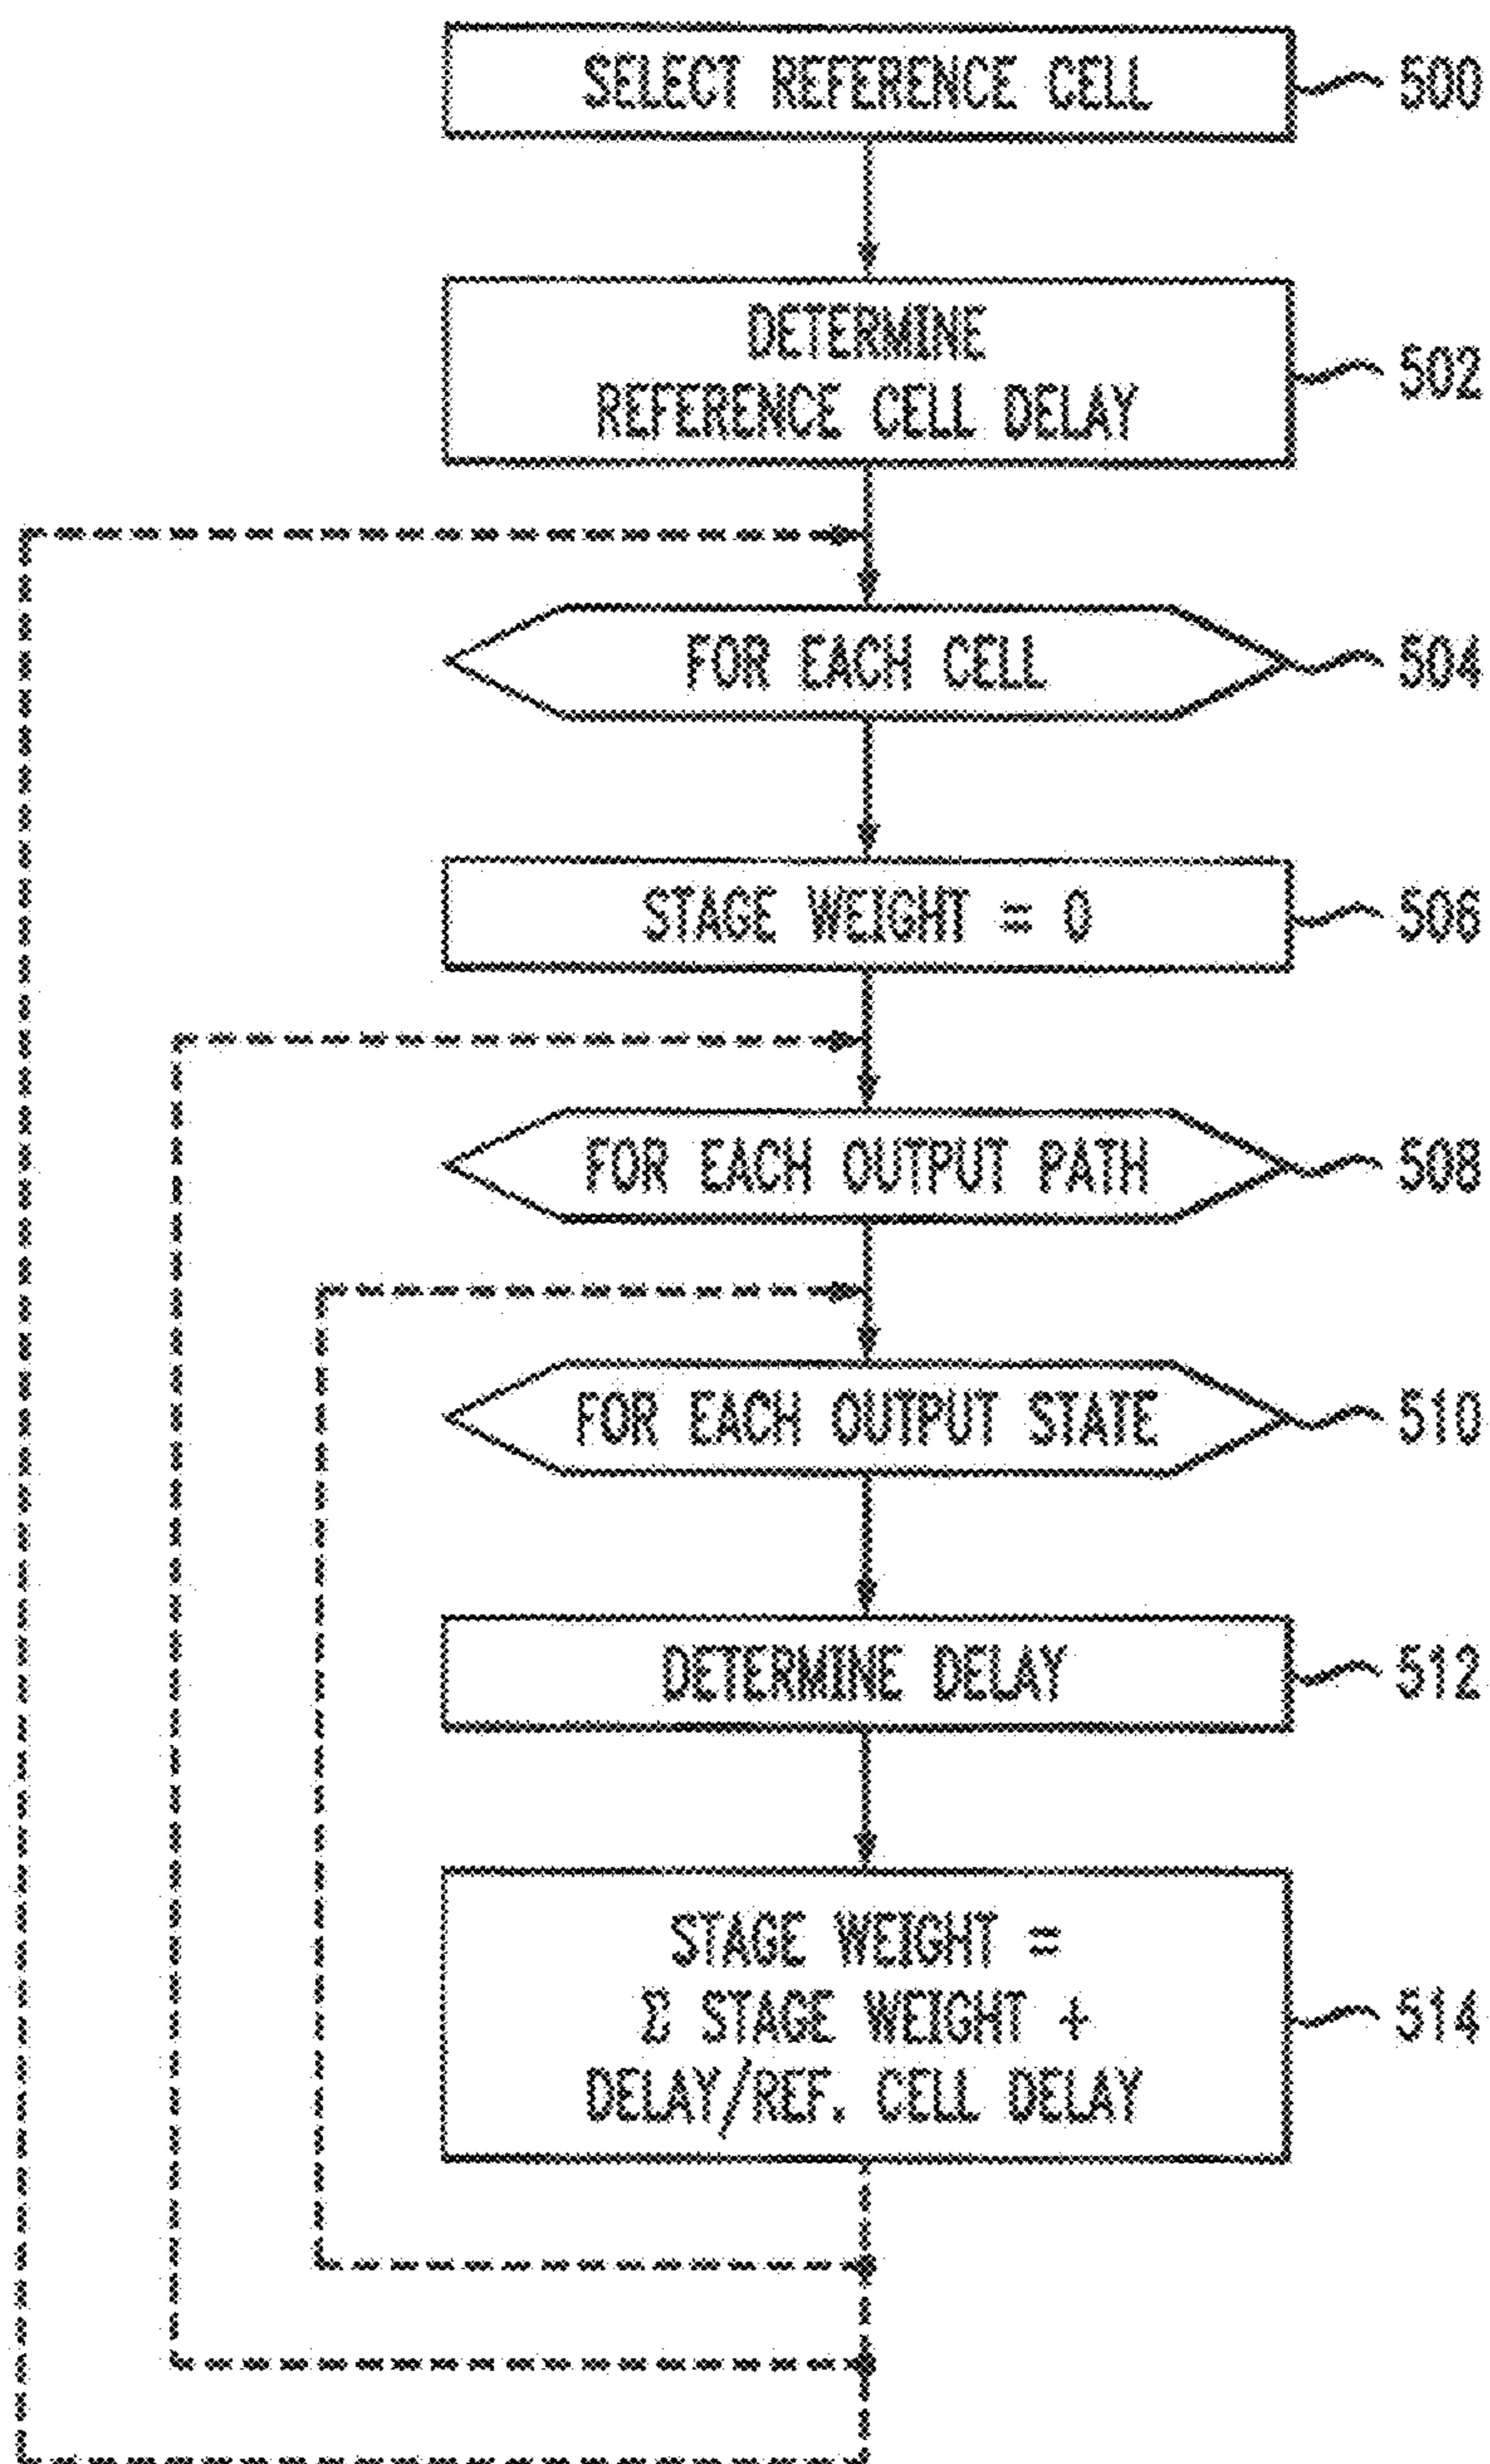 SELECT REFERENCE CELL
500
DETERMINE
REFERENCE CELL DELAY
502
FOR EACH CELL
504
STAGE WEIGHT = 0
506
FOR EACH OUTPUT PATH
508
FOR EACH OUTPUT STATE
510
DETERMINE DELAY
512
STAGE WEIGHT =
Σ STAGE WEIGHT +
DELAY/REF. CELL DELAY
514